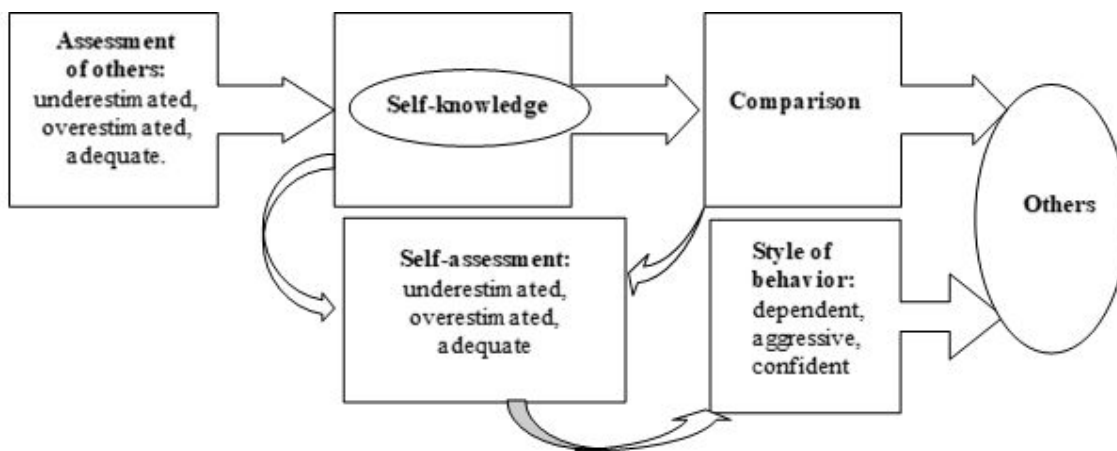 Assessment
of others:
underestimated,
overestimated,
adequate.
Self-knowledge
Comparison
Others
Self-assessment:
underestimated,
overestimated,
adequate
Style of
behavior:
dependent,
aggressive,
confident